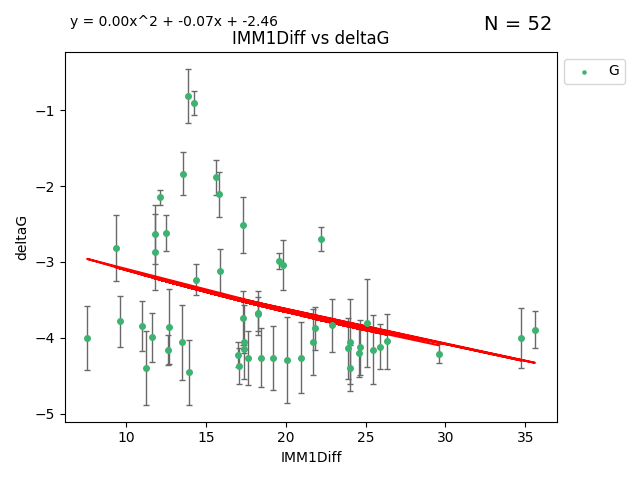 y = 0.00x^2 + -0.07x + -2.46
N = 52
IMM1Diff vs deltaG
G
−1
−2
−3
−4
−5
deltaG
10 15 20 25 30 35
IMM1Diff